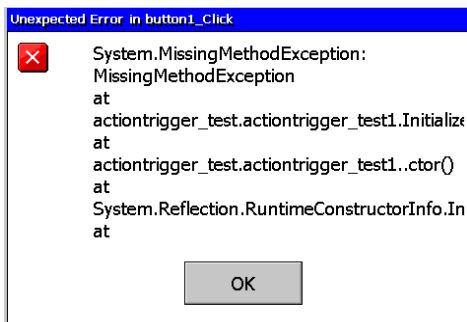 Unexpected Error in button1_Click
System.MissingMethodException:
MissingMethodException
at
actiontrigger_test.actiontrigger_test1.Initialize
at
actiontrigger_test.actiontrigger_test1..ctor()
at
System.Reflection.RuntimeConstructorInfo.In
at
OK